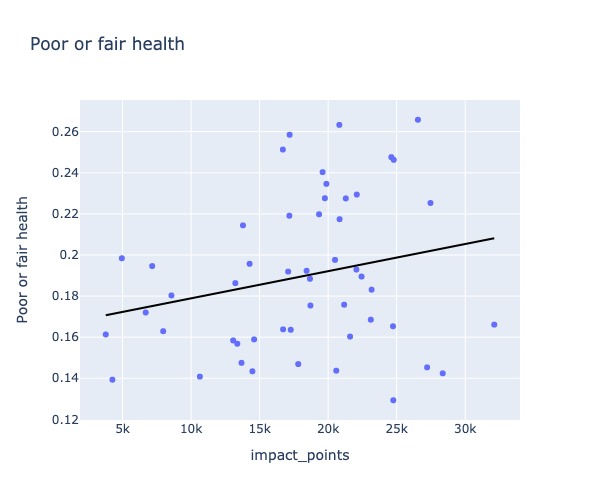 Poor or fair health
0.26
0.24
0.22
0.2
0.18
0.16
0.14
0.12
Poor or fair health
5k 10k 15k 20k 25k 30k
impact_points